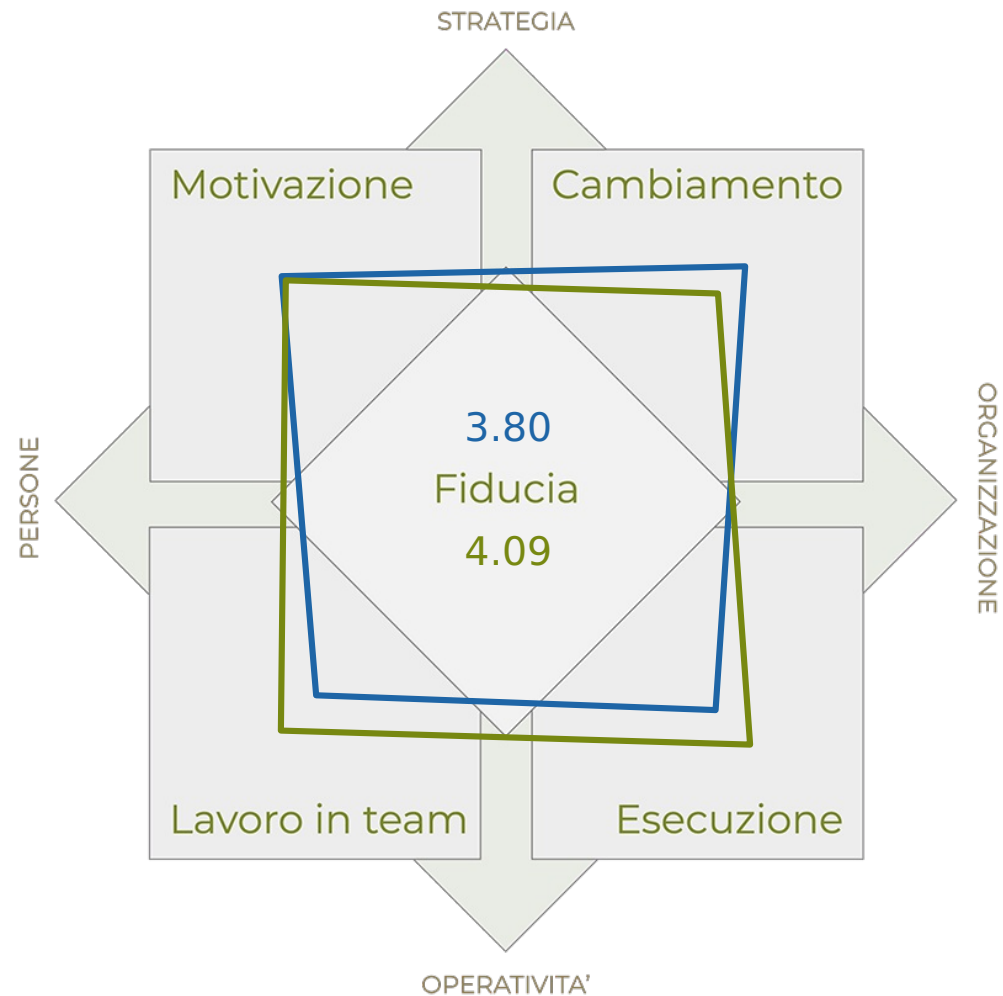 STRATEGIA
Motivazione
Cambiamento
PERSONE
3.80
Fiducia
4.09
ORGANIZZAZIONE
Lavoro in team
Esecuzione
OPERATIVITA’